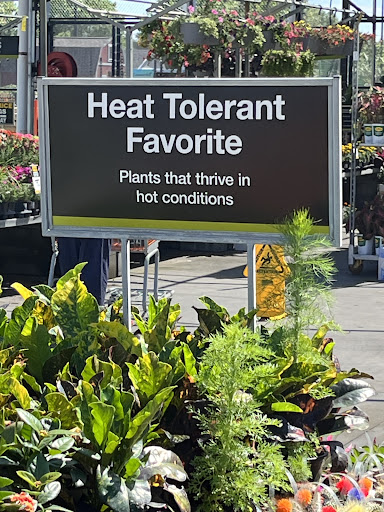 Heat Tolerant
Favorite
Plants that thrive in
hot conditions